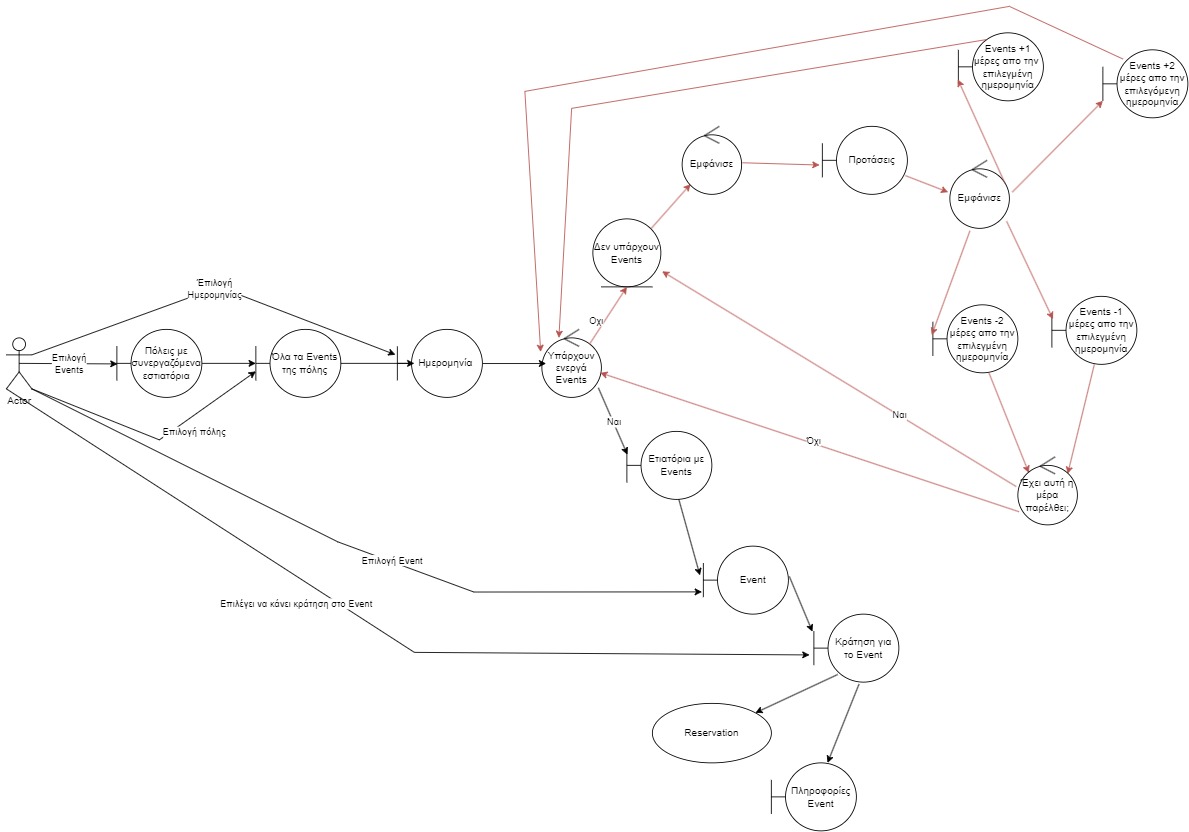 Events +1
μέρες απο την
επιλεγμένη
ημερομηνία
Events +2
μέρες απο την
επιλεγόμενη
ημερομηνία
Εμφάνισε
Προτάσεις
Εμφάνισε
Δεν υπάρχουν
Events
Έπιλογή
Ημερομηνίας
Οχι
Events -2
μέρες απο την
επιλεγμένη
ημερομηνία
Events -1
μέρες απο την
επιλεγμένη
ημερομηνία
Επιλογή
Events
Πόλεις με
συνεργαζόμενα
εστιατόρια
Όλα τα Events
της πόλης
Ημερομηνία
Υπάρχουν
ενεργά
Events
Actor
Επιλογή πόλης
Ναι
Ναι
Όχι
Ετιατόρια με
Events
Έχει αυτή η
μέρα
παρέλθει;
Επιλογή Event
Event
Επιλέγει να κάνει κράτηση στο Event
Κράτηση για
το Event
Reservation
Πληροφορίες
Event